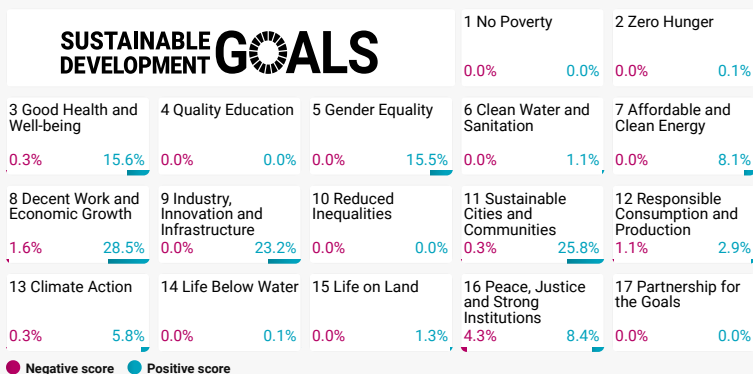 SUSTAINABLE
DEVELOPMENT
GOALS
1 No Poverty
0.0% 0.0%
2 Zero Hunger
0.0% 0.1%
3 Good Health and
Well-being
0.3% 15.6%
4 Quality Education
0.0% 0.0%
5 Gender Equality
0.0% 15.5%
6 Clean Water and
Sanitation
0.0% 1.1%
7 Affordable and
Clean Energy
0.0% 8.1%
8 Decent Work and
Economic Growth
1.6% 28.5%
9 Industry,
Innovation and
Infrastructure
0.0% 23.2%
10 Reduced
Inequalities
0.0% 0.0%
11 Sustainable
Cities and
Communities
0.3% 25.8%
12 Responsible
Consumption and
Production
1.1% 2.9%
13 Climate Action
0.3% 5.8%
14 Life Below Water
0.0% 0.1%
15 Life on Land
0.0% 1.3%
16 Peace, Justice
and Strong
Institutions
4.3% 8.4%
17 Partnership for
the Goals
0.0% 0.0%
Negative score Positive score